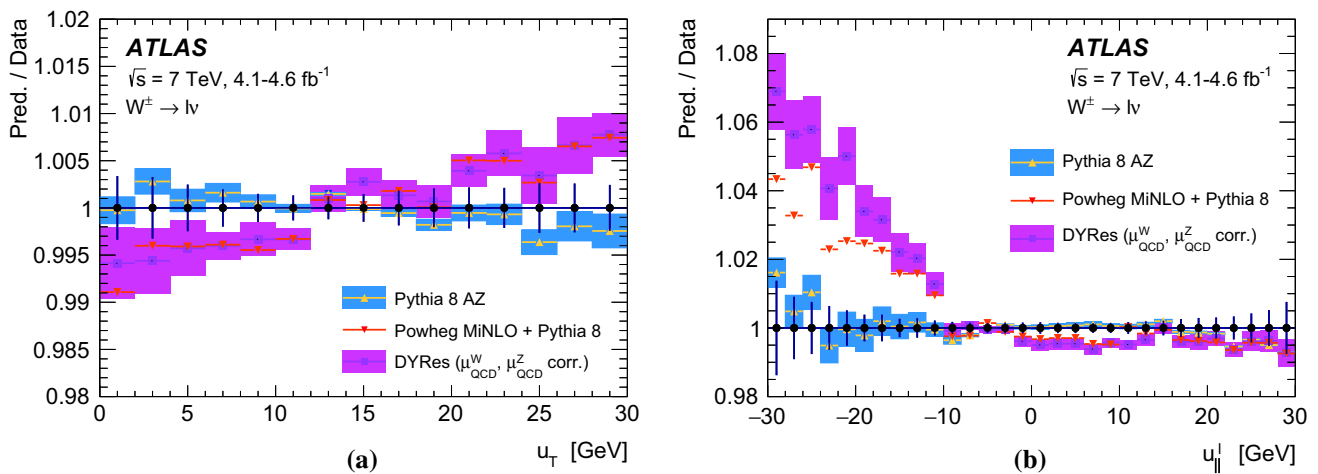 Pred. / Data
1.02
1.015
1.01
1.005
1
0.995
0.99
0.985
0.98
ATLAS
√s = 7 TeV, 4.1-4.6 fb⁻¹
W± → lν
Pythia 8 AZ
Powheg MiNLO + Pythia 8
DYRes (μ^W_QCD, μ^Z_QCD corr.)
0 5 10 15 20 25 30
u_T [GeV]
(a)
Pred. / Data
1.08
1.06
1.04
1.02
1
0.98
ATLAS
√s = 7 TeV, 4.1-4.6 fb⁻¹
W± → lν
Pythia 8 AZ
Powheg MiNLO + Pythia 8
DYRes (μ^W_QCD, μ^Z_QCD corr.)
−30 −20 −10 0 10 20 30
u_∥^l [GeV]
(b)